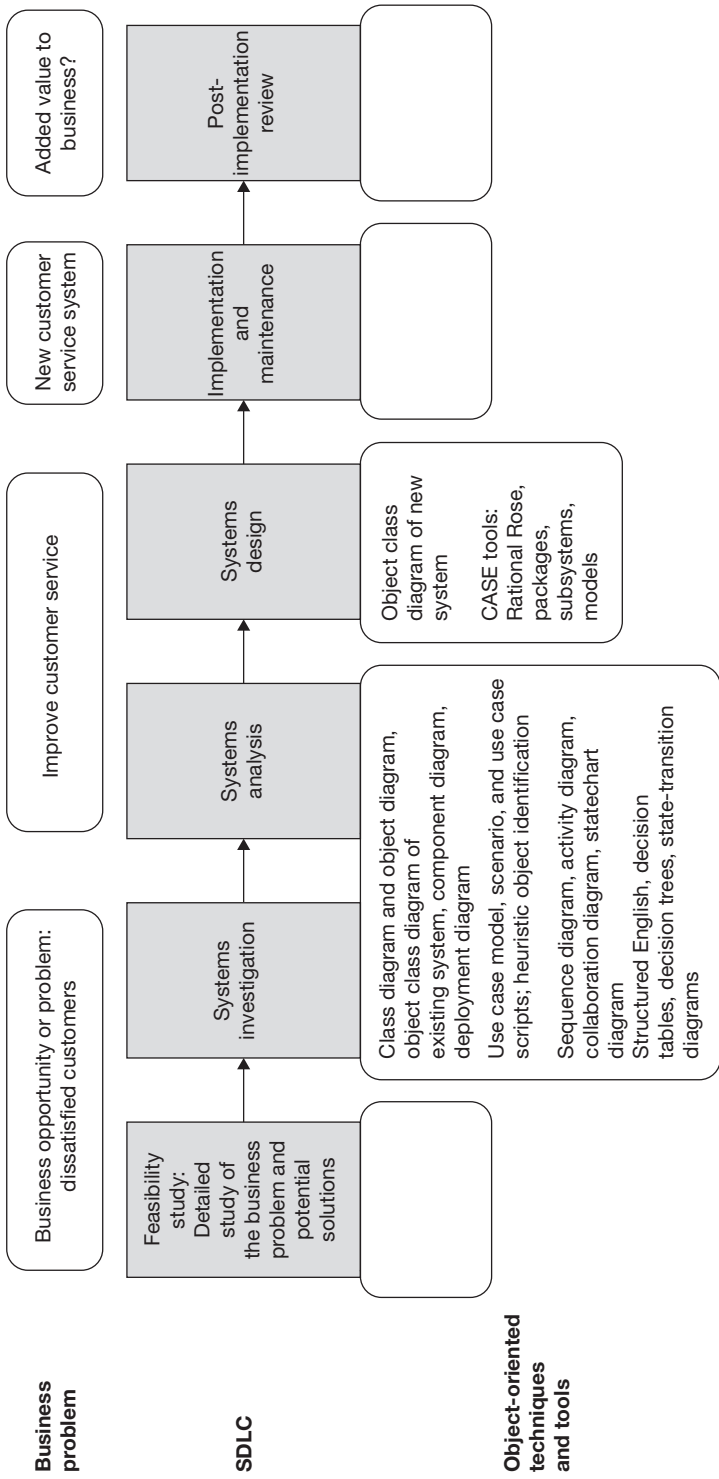 Business
problem
Business opportunity or problem:
dissatisfied customers
Improve customer service
New customer
service system
Added value to
business?
SDLC
Feasibility
study:
Detailed
study of
the business
problem and
potential
solutions
Systems
investigation
Systems
analysis
Systems
design
Implementation
and
maintenance
Post-
implementation
review
Object-oriented
techniques
and tools
Class diagram and object diagram,
object class diagram of
existing system, component diagram,
deployment diagram
Use case model, scenario, and use case
scripts; heuristic object identification
Sequence diagram, activity diagram,
collaboration diagram, statechart
diagram
Structured English, decision
tables, decision trees, state-transition
diagrams
Object class
diagram of new
system
CASE tools:
Rational Rose,
packages,
subsystems,
models